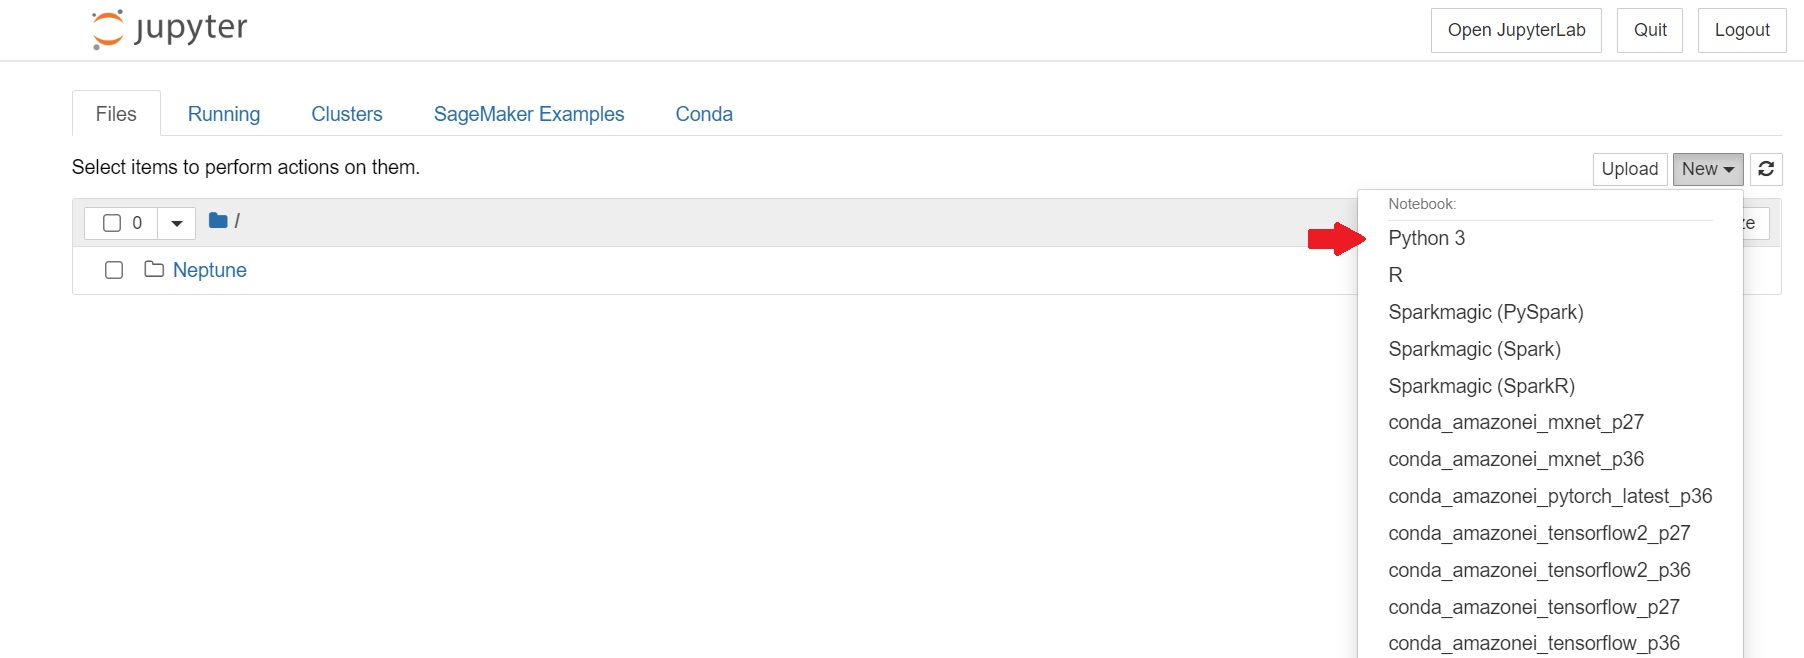 jupyter
Open JupyterLab Quit Logout
Files Running Clusters SageMaker Examples Conda
Select items to perform actions on them.
Upload New
0 /
Notebook:
ze
Python 3
Neptune
R
Sparkmagic (PySpark)
Sparkmagic (Spark)
Sparkmagic (SparkR)
conda_amazonei_mxnet_p27
conda_amazonei_mxnet_p36
conda_amazonei_pytorch_latest_p36
conda_amazonei_tensorflow2_p27
conda_amazonei_tensorflow2_p36
conda_amazonei_tensorflow_p27
conda_amazonei_tensorflow_p36